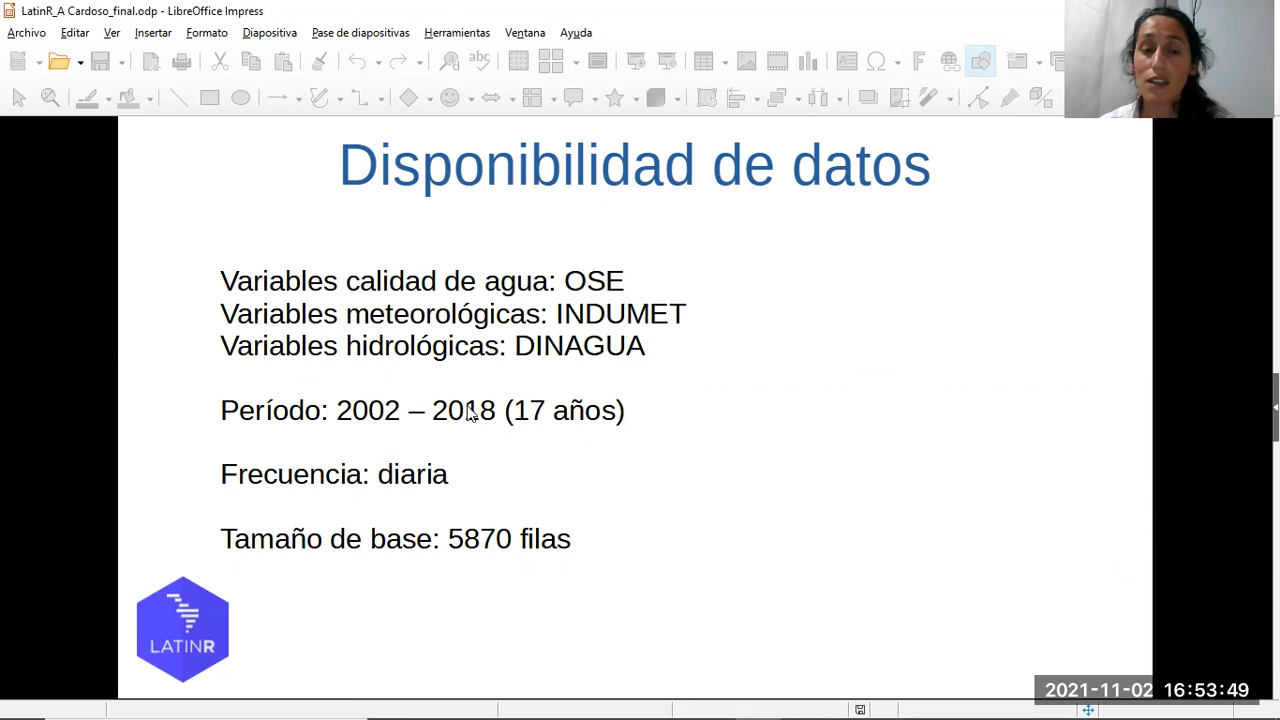 LatinR_A Cardoso_final.odp - LibreOffice Impress
Archivo Editar Ver Insertar Formato Diapositiva Pase de diapositivas Herramientas Ventana Ayuda
Disponibilidad de datos
Variables calidad de agua: OSE
Variables meteorológicas: INDUMET
Variables hidrológicas: DINAGUA
Período: 2002 – 2018 (17 años)
Frecuencia: diaria
Tamaño de base: 5870 filas
LATINR
2021-11-02 16:53:49